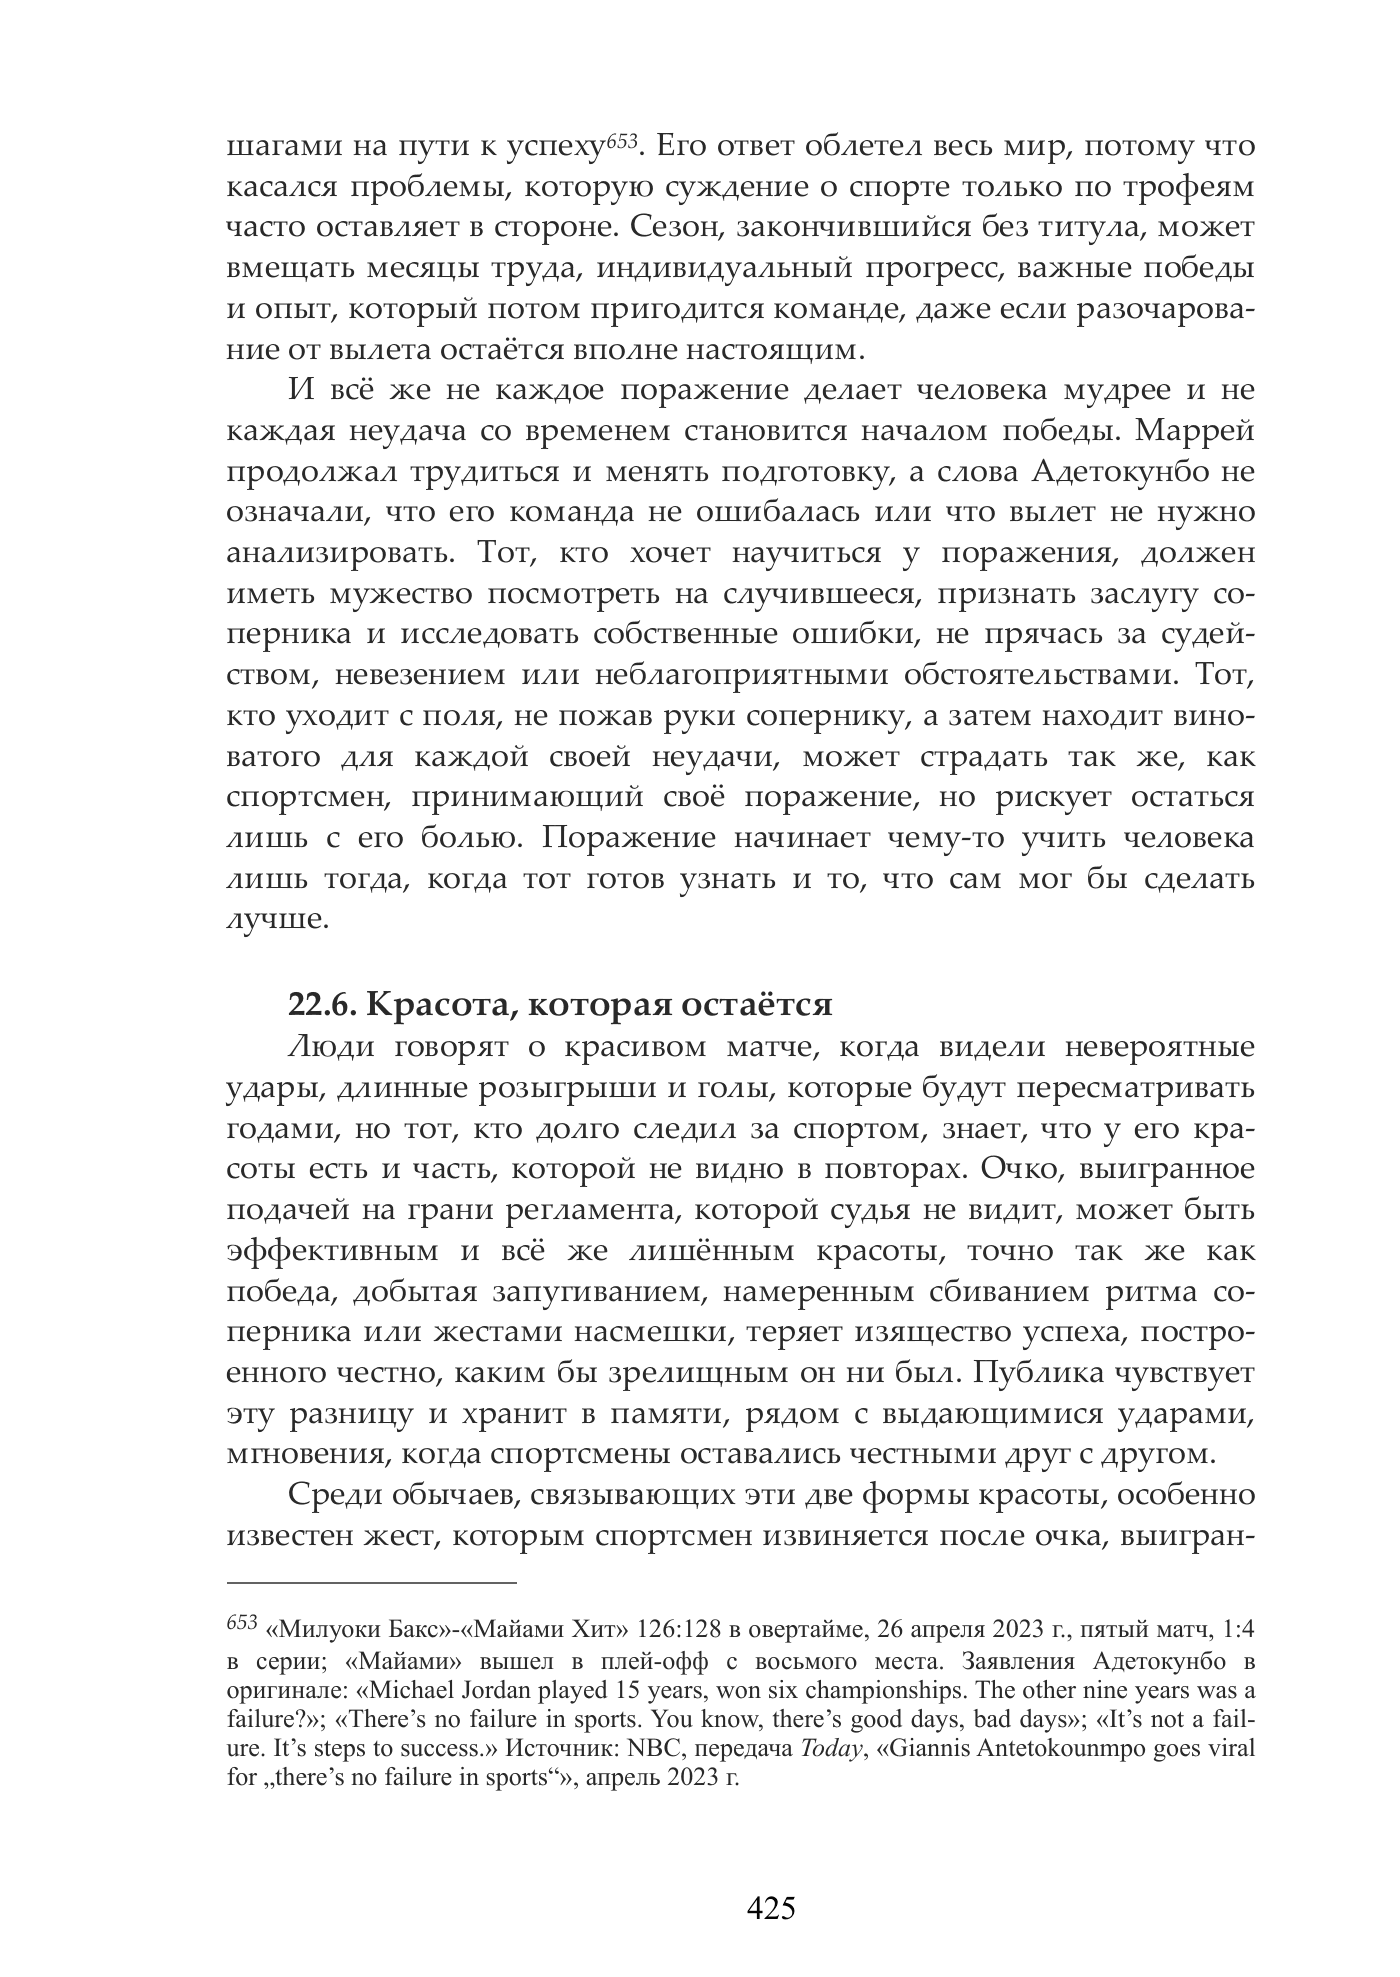 шагами на пути к успеху653. Его ответ облетел весь мир, потому что
касался проблемы, которую суждение о спорте только по трофеям
часто оставляет в стороне. Сезон, закончившийся без титула, может
вмещать месяцы труда, индивидуальный прогресс, важные победы
и опыт, который потом пригодится команде, даже если разочарова-
ние от вылета остаётся вполне настоящим.
И всё же не каждое поражение делает человека мудрее и не
каждая неудача со временем становится началом победы. Маррей
продолжал трудиться и менять подготовку, а слова Адетокунбо не
означали, что его команда не ошибалась или что вылет не нужно
анализировать. Тот, кто хочет научиться у поражения, должен
иметь мужество посмотреть на случившееся, признать заслугу со-
перника и исследовать собственные ошибки, не прячась за судей-
ством, невезением или неблагоприятными обстоятельствами. Тот,
кто уходит с поля, не пожав руки сопернику, а затем находит вино-
ватого для каждой своей неудачи, может страдать так же, как
спортсмен, принимающий своё поражение, но рискует остаться
лишь с его болью. Поражение начинает чему-то учить человека
лишь тогда, когда тот готов узнать и то, что сам мог бы сделать
лучше.
22.6. Красота, которая остаётся
Люди говорят о красивом матче, когда видели невероятные
удары, длинные розыгрыши и голы, которые будут пересматривать
годами, но тот, кто долго следил за спортом, знает, что у его кра-
соты есть и часть, которой не видно в повторах. Очко, выигранное
подачей на грани регламента, которой судья не видит, может быть
эффективным и всё же лишённым красоты, точно так же как
победа, добытая запугиванием, намеренным сбиванием ритма со-
перника или жестами насмешки, теряет изящество успеха, постро-
енного честно, каким бы зрелищным он ни был. Публика чувствует
эту разницу и хранит в памяти, рядом с выдающимися ударами,
мгновения, когда спортсмены оставались честными друг с другом.
Среди обычаев, связывающих эти две формы красоты, особенно
известен жест, которым спортсмен извиняется после очка, выигран-
653 «Милуоки Бакс»-«Майами Хит» 126:128 в овертайме, 26 апреля 2023 г., пятый матч, 1:4
в серии; «Майами» вышел в плей-офф с восьмого места. Заявления Адетокунбо в
оригинале: «Michael Jordan played 15 years, won six championships. The other nine years was a
failure?»; «There’s no failure in sports. You know, there’s good days, bad days»; «It’s not a fail-
ure. It’s steps to success.» Источник: NBC, передача Today, «Giannis Antetokounmpo goes viral
for „there’s no failure in sports“», апрель 2023 г.
425